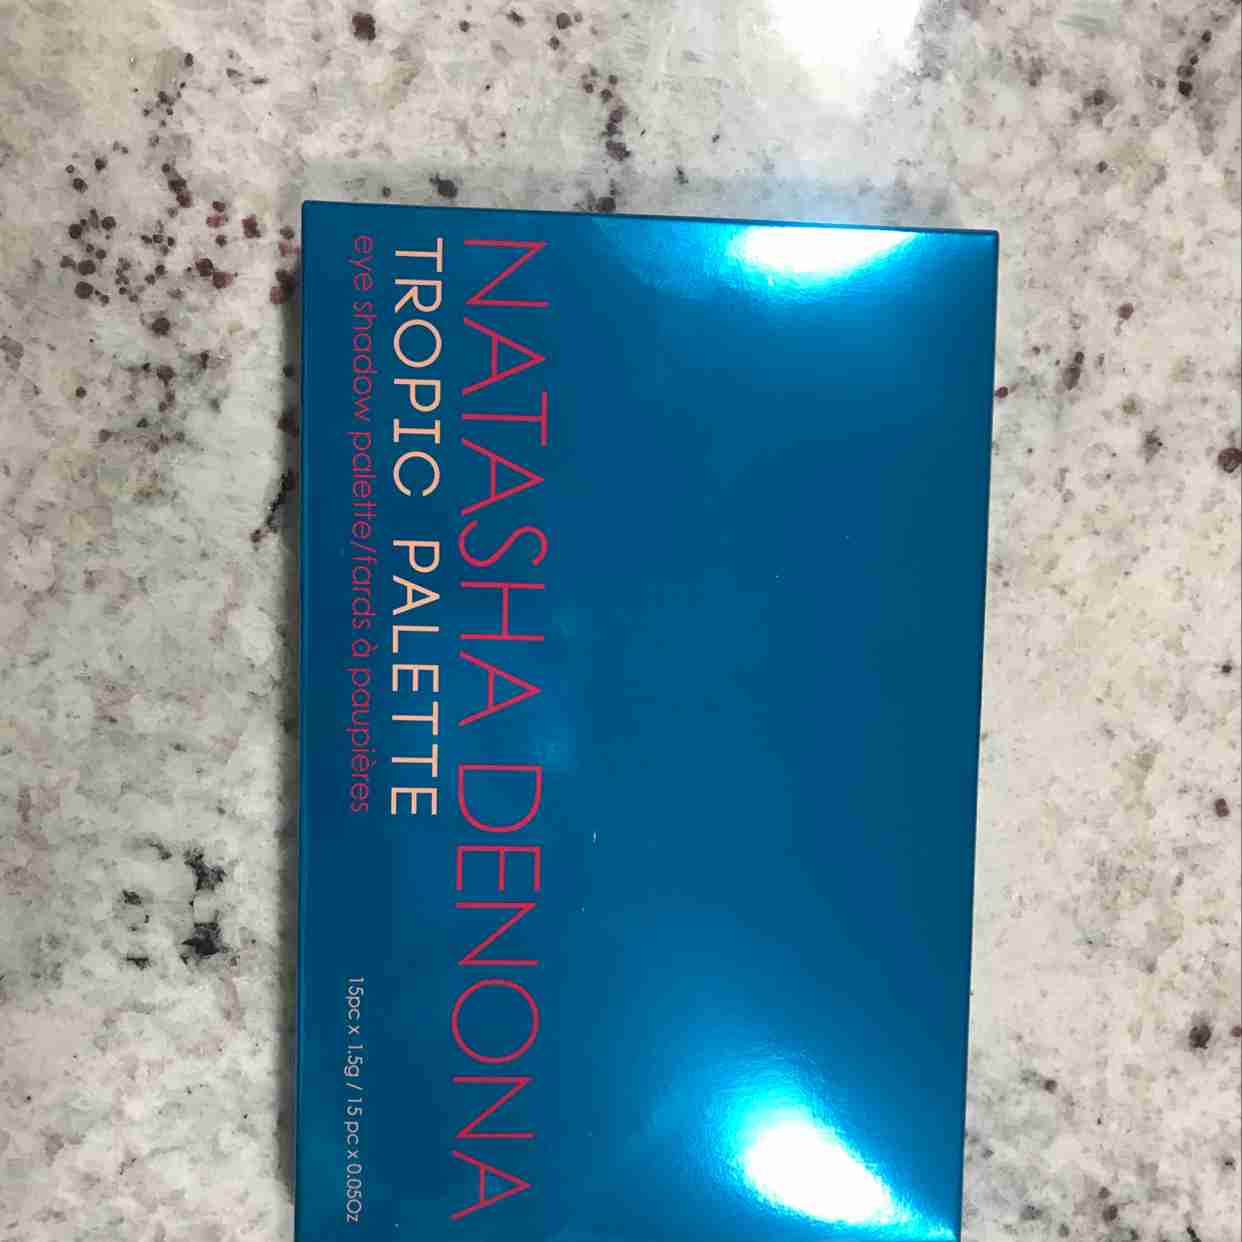 NATASHA DENONA
TROPIC PALETTE
eye shadow palette/fards à paupières
15pc x 1.5g / 15 pc x 0.05Oz